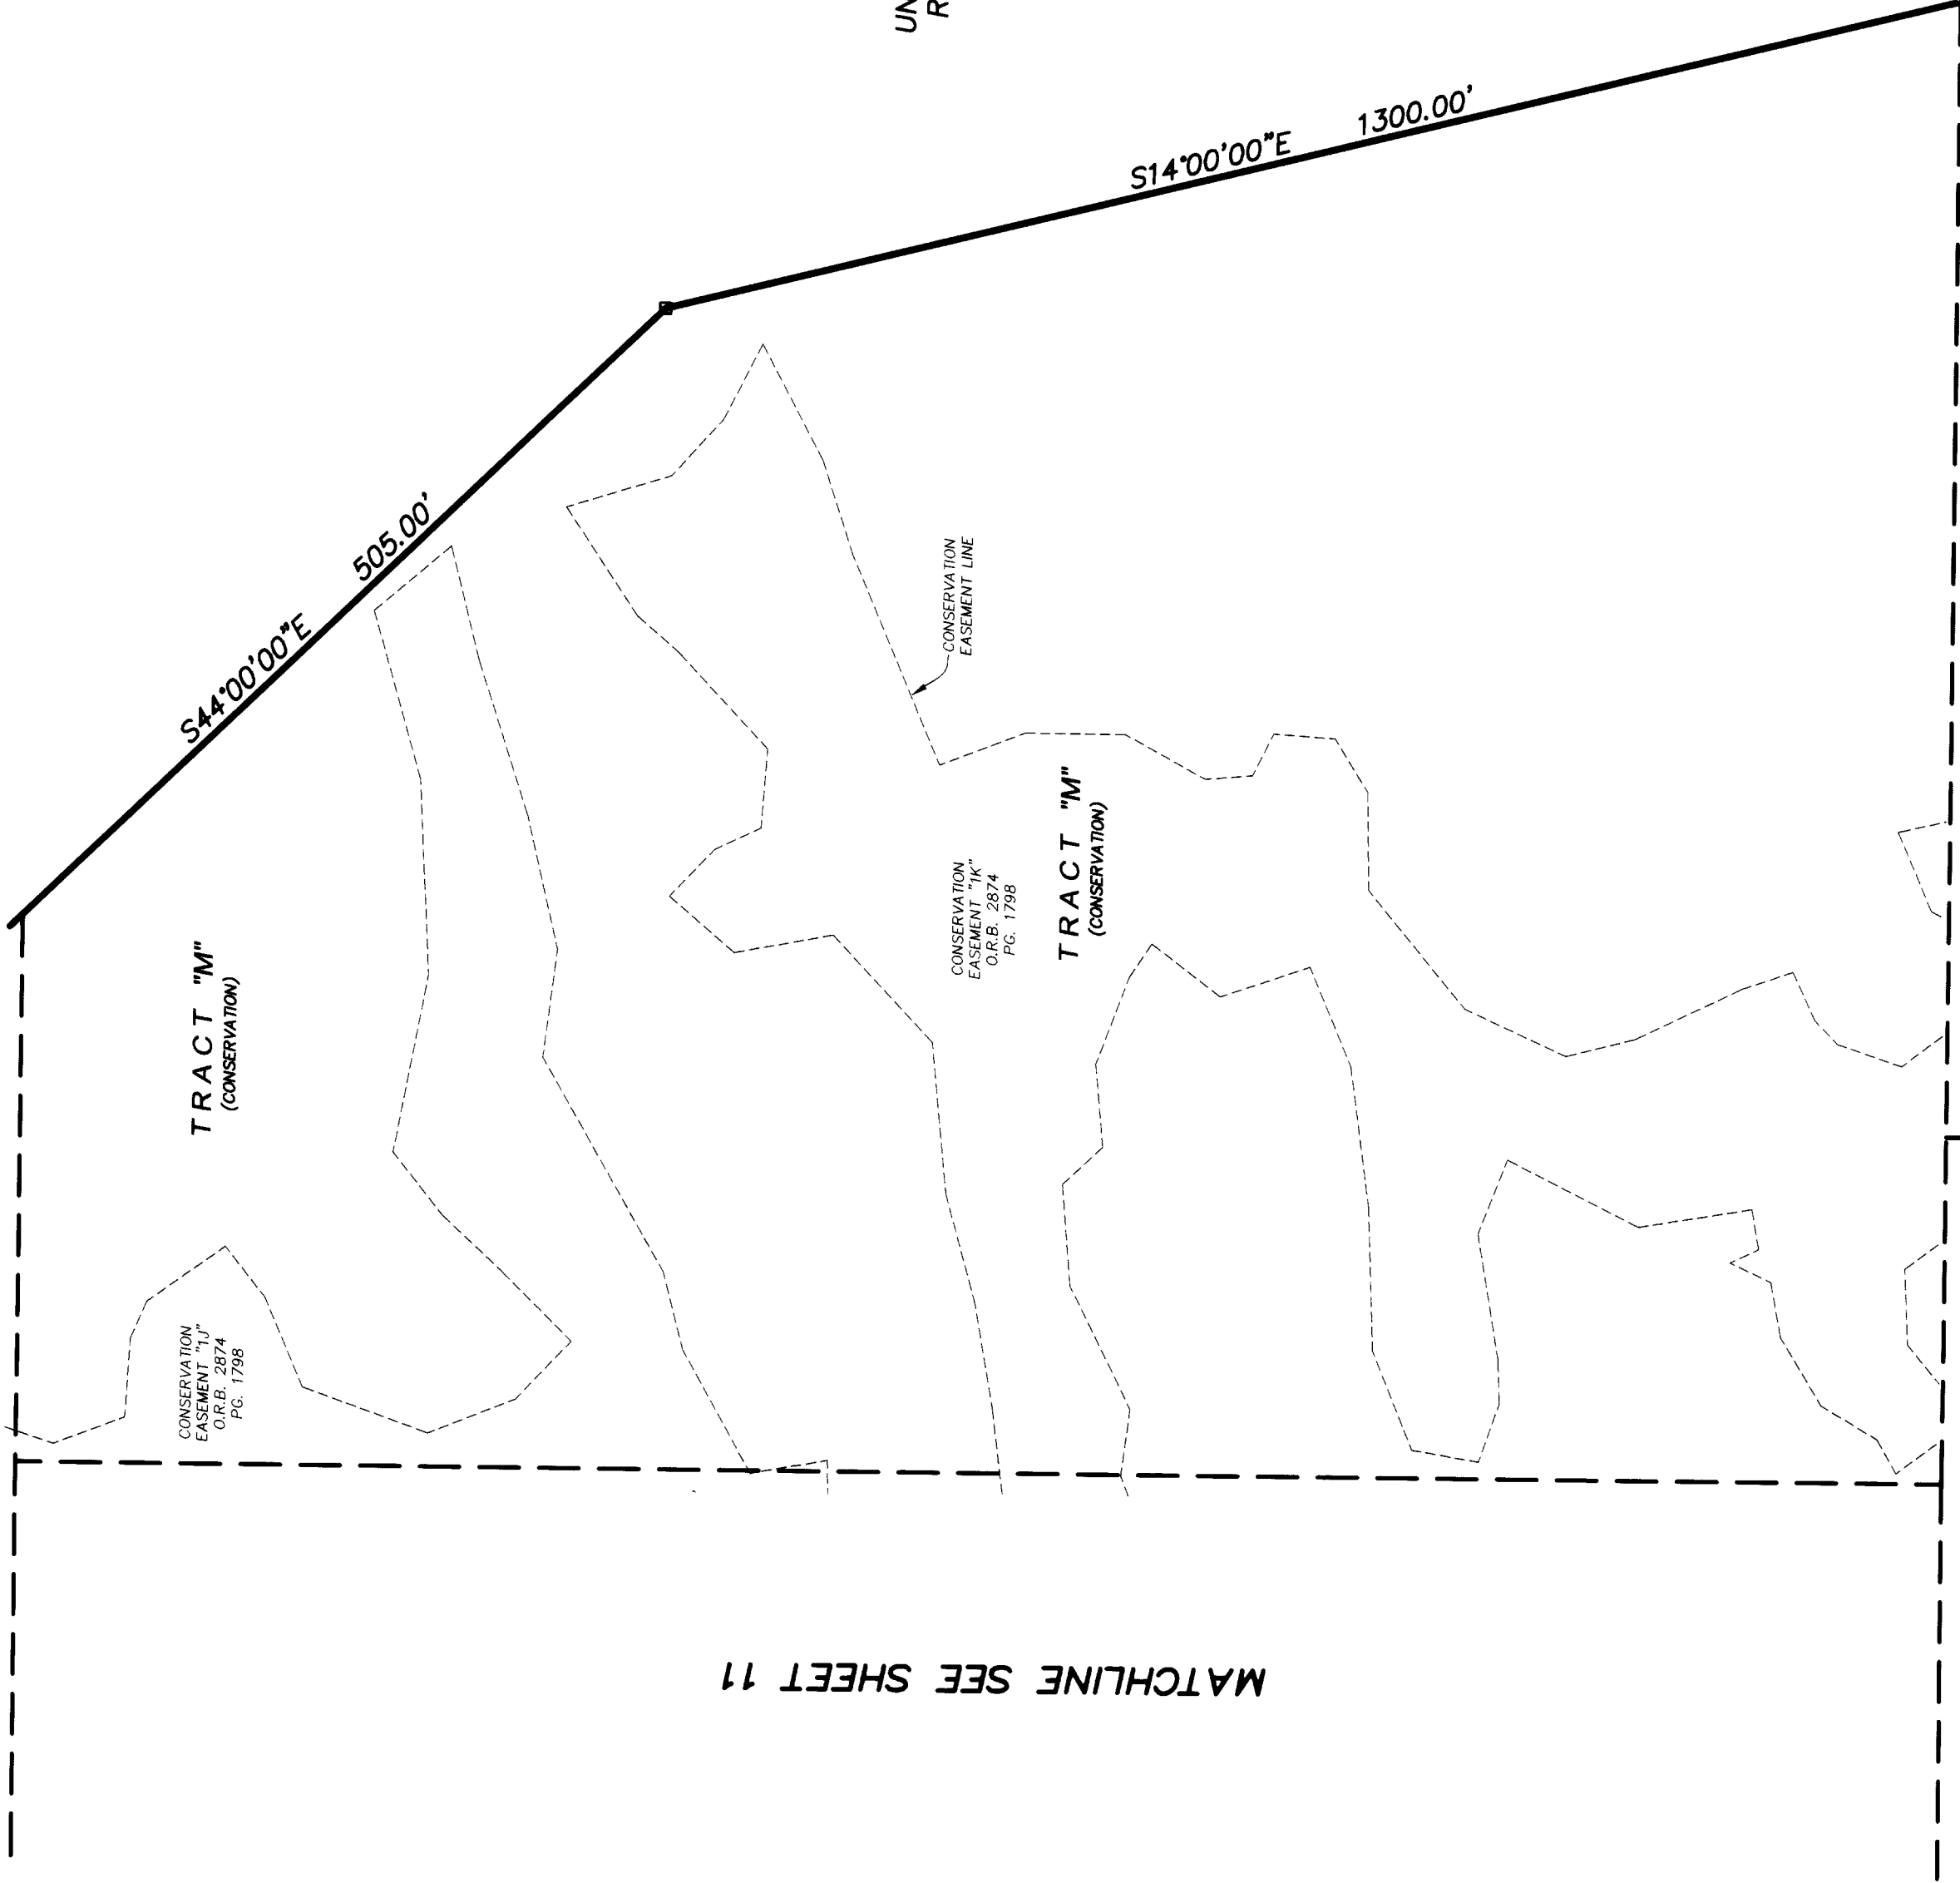 UN
R
1300.00'
S14°00'00"E
505.00'
S44°00'00"E
CONSERVATION
EASEMENT LINE
TRACT "M"
(CONSERVATION)
CONSERVATION
EASEMENT "1K"
O.R.B. 2874
PG. 1798
TRACT "M"
(CONSERVATION)
CONSERVATION
EASEMENT "1J"
O.R.B. 2874
PG. 1798
MATCHLINE SEE SHEET 11